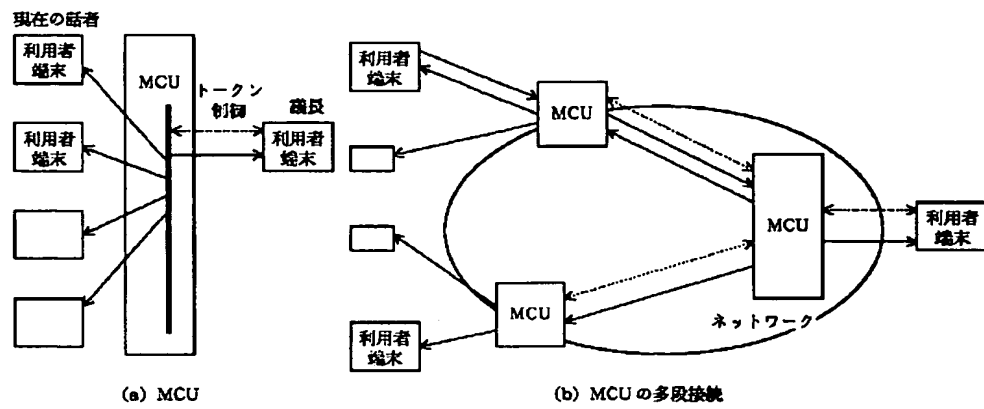 現在の話者
利用者
端末
MCU
トークン
制御
議長
利用者
端末
利用者
端末
(a) MCU
利用者
端末
MCU
MCU
利用者
端末
MCU
ネットワーク
利用者
端末
(b) MCUの多段接続